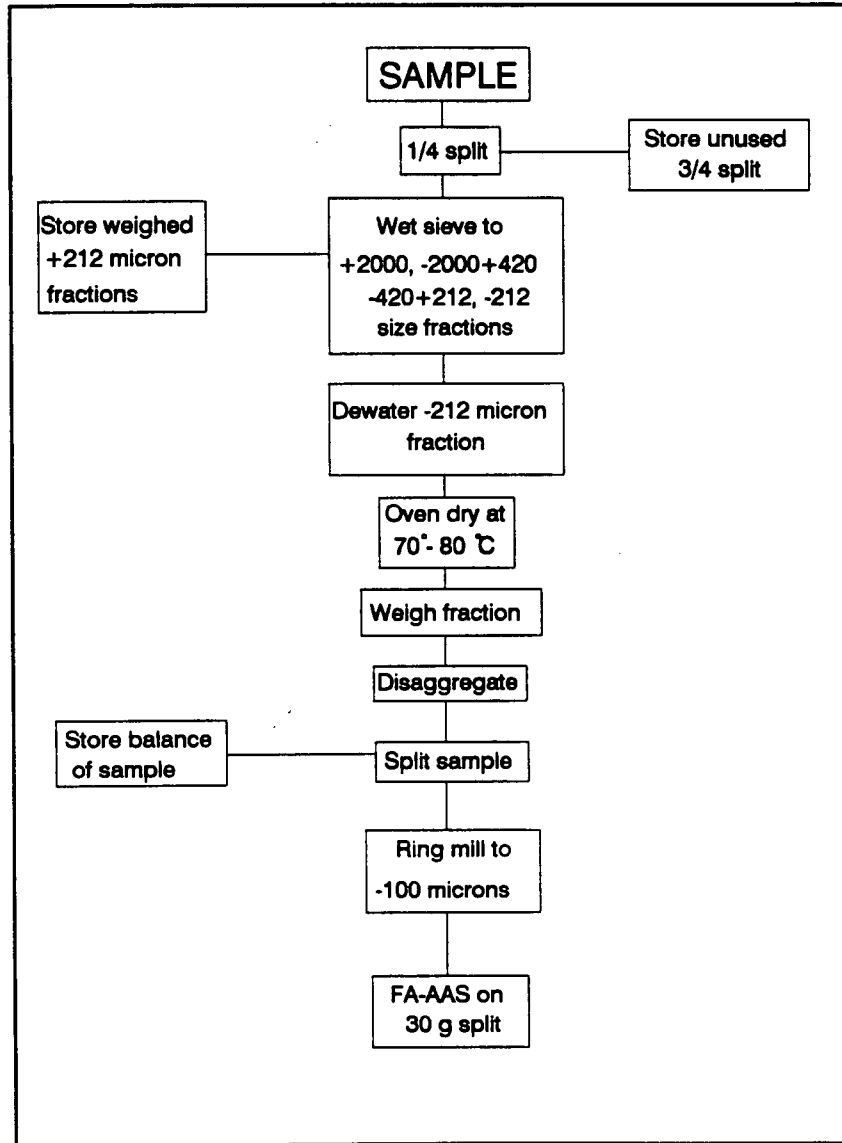 SAMPLE
1/4 split
Store unused
3/4 split
Store weighed
+212 micron
fractions
Wet sieve to
+2000, -2000+420
-420+212, -212
size fractions
Dewater -212 micron
fraction
Oven dry at
70°- 80 °C
Weigh fraction
Disaggregate
Store balance
of sample
Split sample
Ring mill to
-100 microns
FA-AAS on
30 g split